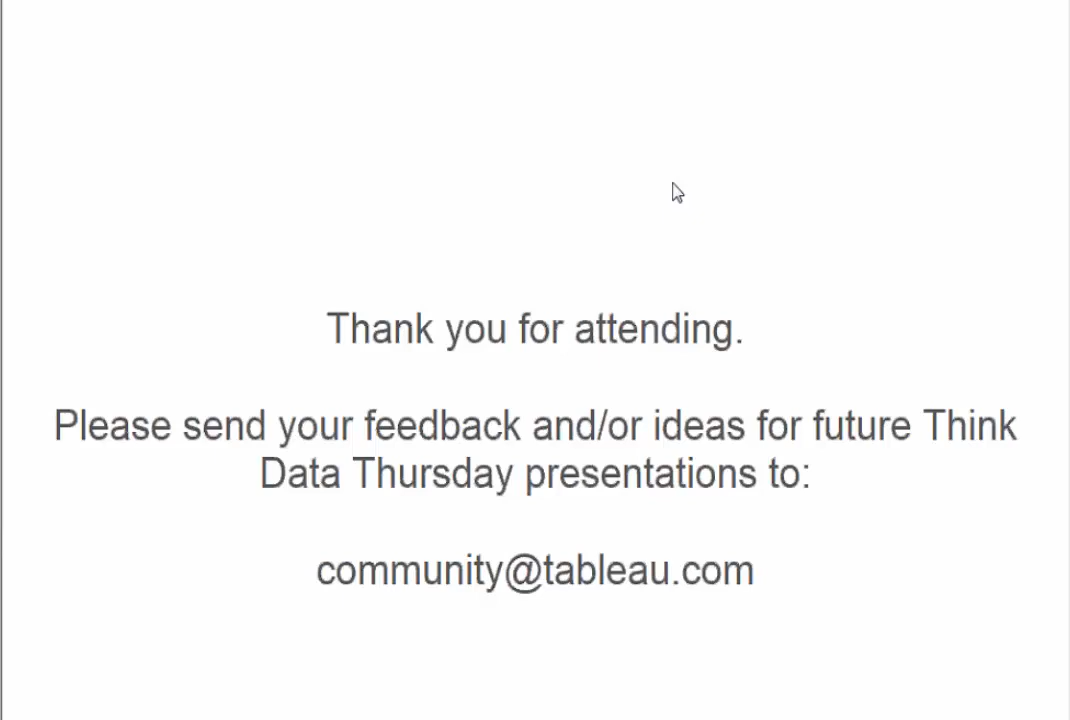 Thank you for attending.
Please send your feedback and/or ideas for future Think
Data Thursday presentations to:
community@tableau.com